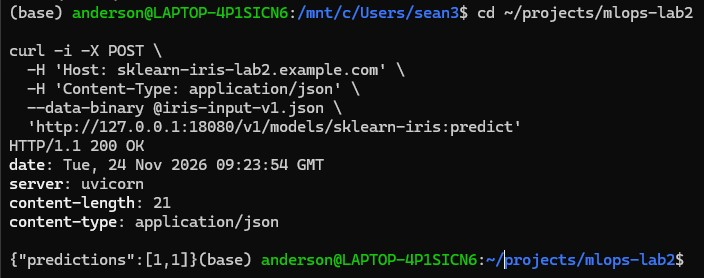 (base) anderson@LAPTOP-4P1SICN6:/mnt/c/Users/sean3$ cd ~/projects/mlops-lab2

curl -i -X POST \
  -H 'Host: sklearn-iris-lab2.example.com' \
  -H 'Content-Type: application/json' \
  --data-binary @iris-input-v1.json \
  'http://127.0.0.1:18080/v1/models/sklearn-iris:predict'
HTTP/1.1 200 OK
date: Tue, 24 Nov 2026 09:23:54 GMT
server: uvicorn
content-length: 21
content-type: application/json

{"predictions":[1,1]}(base) anderson@LAPTOP-4P1SICN6:~/projects/mlops-lab2$